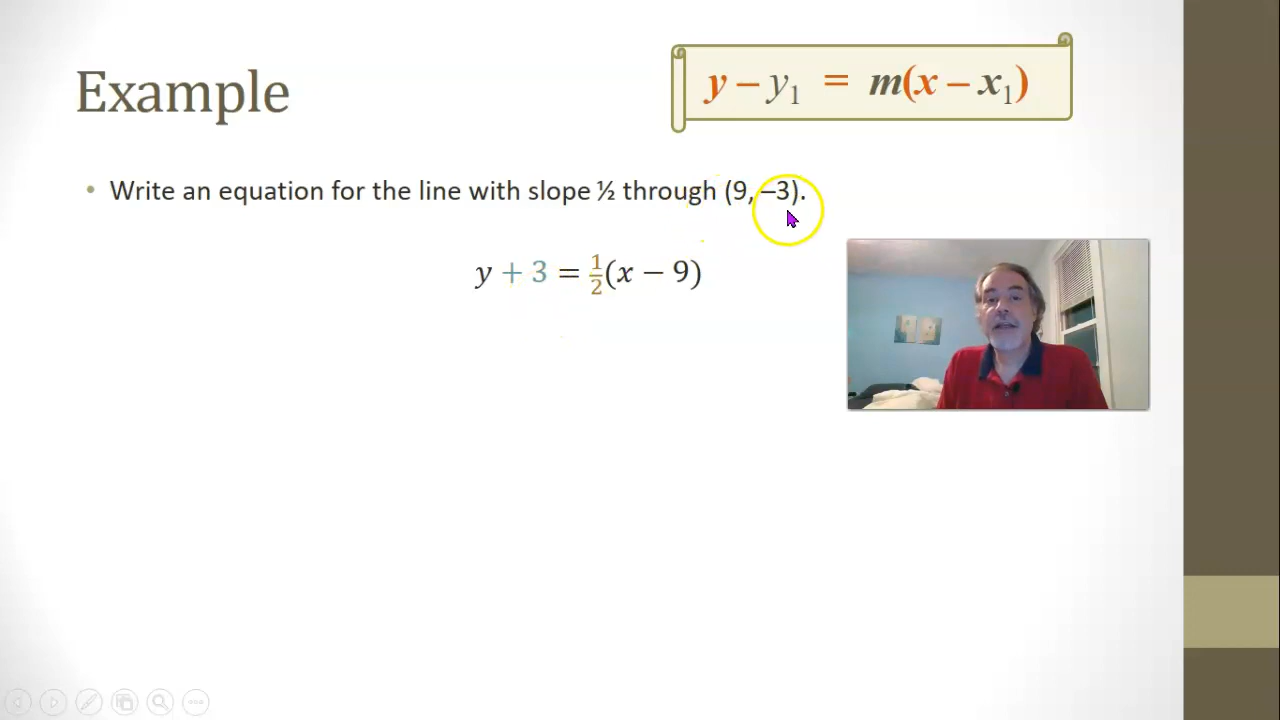 Example
y – y₁ = m(x – x₁)
• Write an equation for the line with slope ½ through (9, –3).
y + 3 = ½(x − 9)